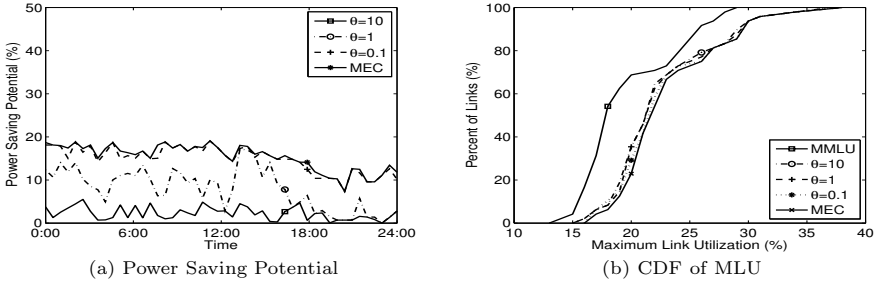 50
40
30
20
10
0
Power Saving Potential (%)
0:00
6:00
12:00
18:00
24:00
Time
θ=10
θ=1
θ=0.1
MEC
(a) Power Saving Potential
100
80
60
40
20
0
Percent of Links (%)
10
15
20
25
30
35
40
Maximum Link Utilization (%)
MMLU
θ=10
θ=1
θ=0.1
MEC
(b) CDF of MLU